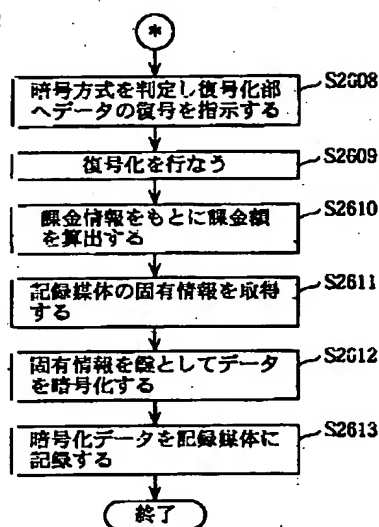 *
暗号方式を判定し復号化部
へデータの復号を指示する
S2608
復号化を行なう
S2609
課金情報をもとに課金額
を算出する
S2610
記録媒体の固有情報を取得
する
S2611
固有情報を鍵としてデータ
を暗号化する
S2612
暗号化データを記録媒体に
記録する
S2613
終了